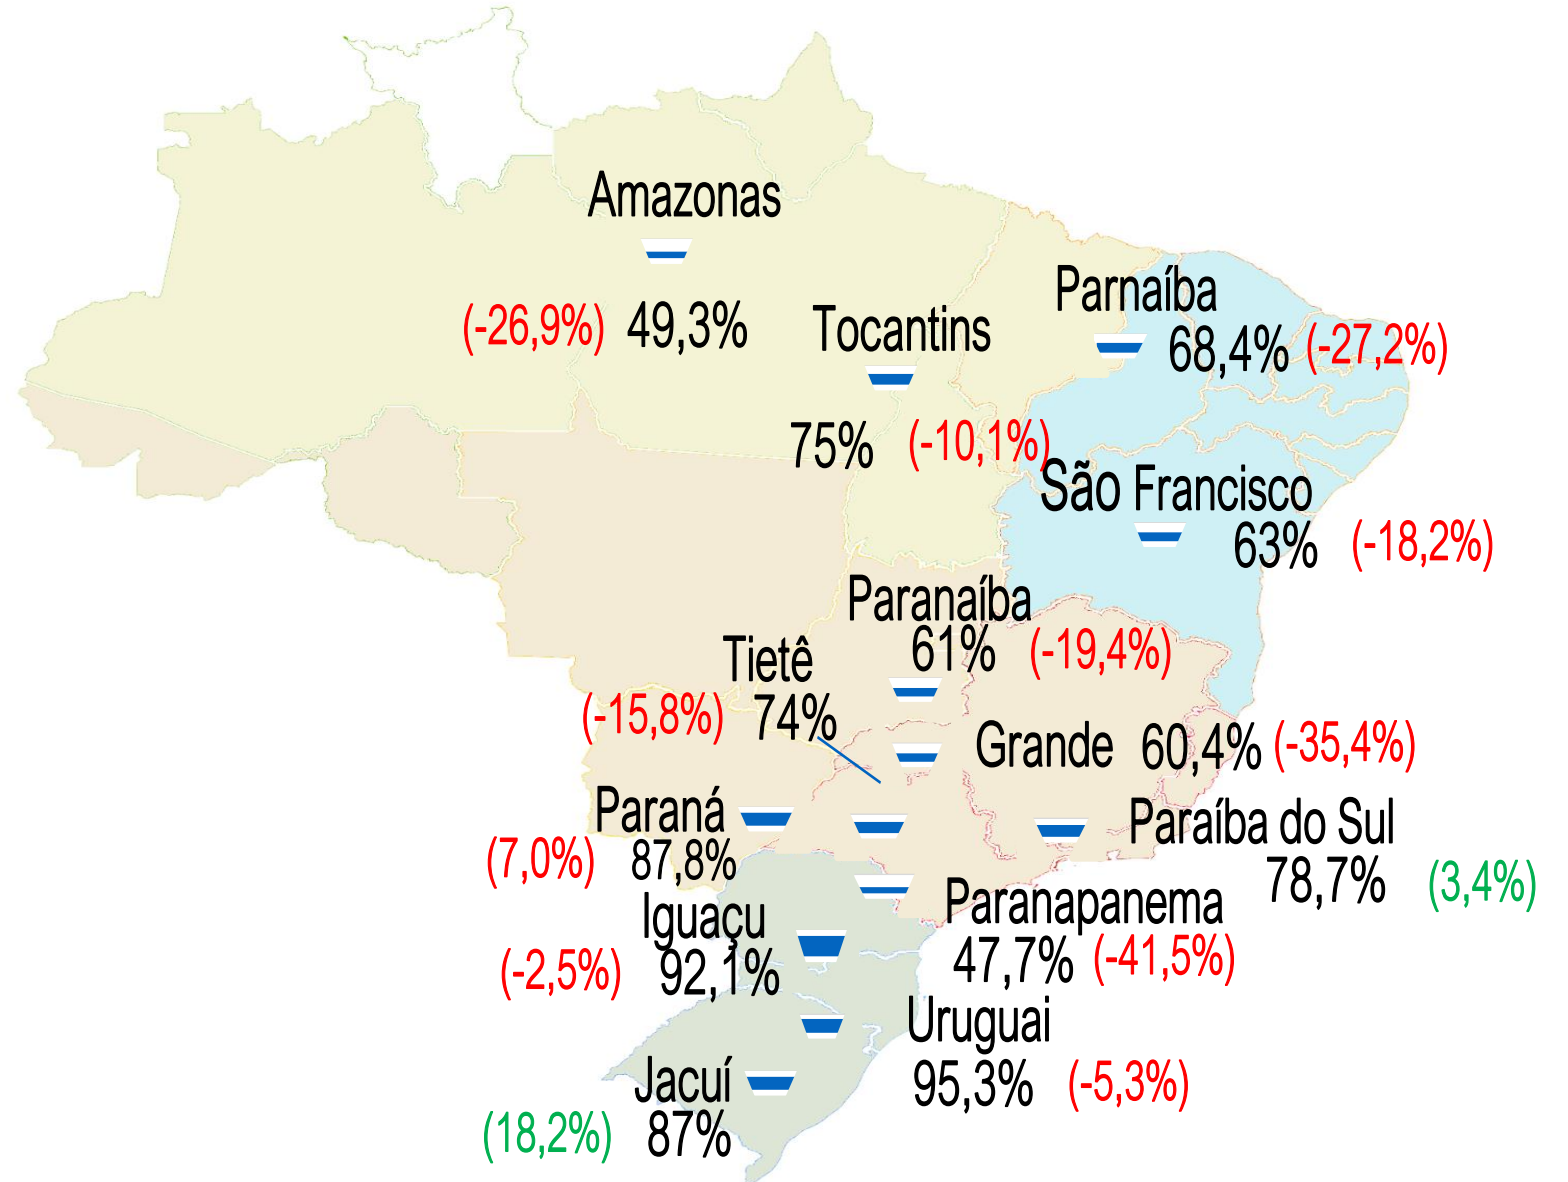 Amazonas
(-26,9%) 49,3%
Parnaíba
68,4% (-27,2%)
Tocantins
75% (-10,1%)
São Francisco
63% (-18,2%)
Paranaíba
61% (-19,4%)
Tietê
(-15,8%) 74%
Grande 60,4% (-35,4%)
Paraná
(7,0%) 87,8%
Paraíba do Sul
78,7% (3,4%)
Iguaçu
(-2,5%) 92,1%
Paranapanema
47,7% (-41,5%)
Uruguai
95,3% (-5,3%)
Jacuí
(18,2%) 87%